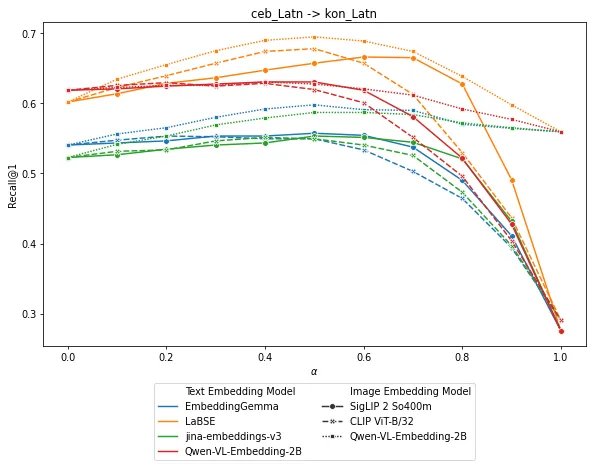 ceb_Latn -> kon_Latn
Recall@1
0.7
0.6
0.5
0.4
0.3
0.0 0.2 0.4 0.6 0.8 1.0
α
Text Embedding Model Image Embedding Model
EmbeddingGemma SigLIP 2 So400m
LaBSE CLIP ViT-B/32
jina-embeddings-v3 Qwen-VL-Embedding-2B
Qwen-VL-Embedding-2B